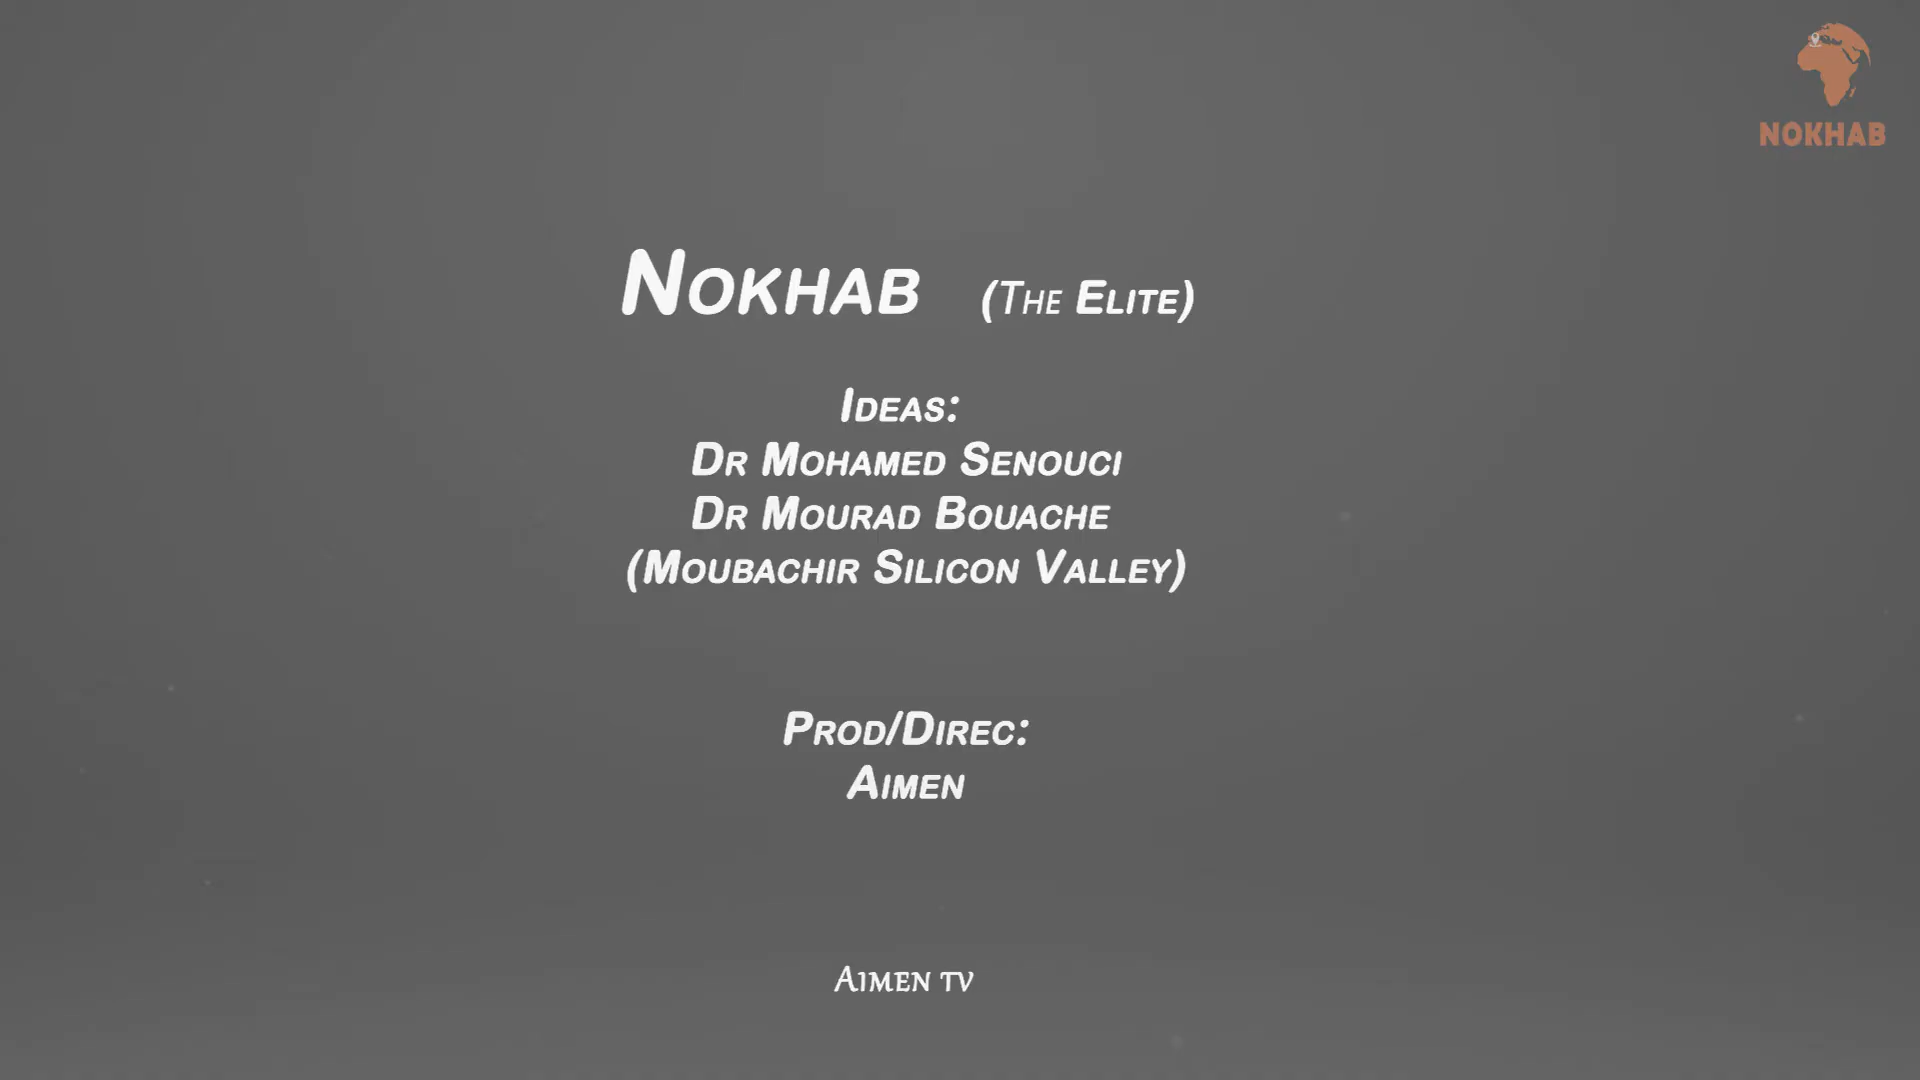 NOKHAB
Nokhab (The Elite)
Ideas:
Dr Mohamed Senouci
Dr Mourad Bouache
(Moubachir Silicon Valley)
Prod/Direc:
Aimen
Aimen tv